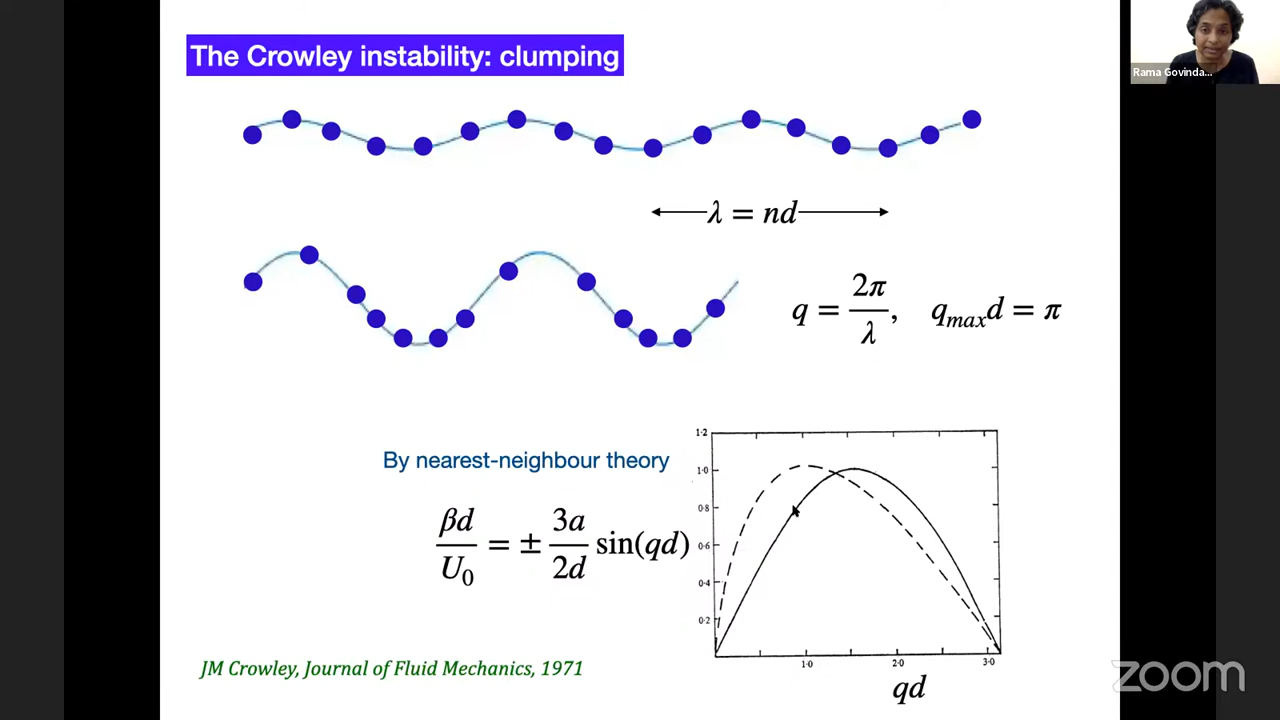 The Crowley instability: clumping
Rama Govinda...
λ = nd
q = 2π/λ, q_max d = π
By nearest-neighbour theory
βd/U_0 = ± 3a/2d sin(qd)
1·2
1·0
0·8
0·6
0·4
0·2
1·0 2·0 3·0
qd
JM Crowley, Journal of Fluid Mechanics, 1971
zoom